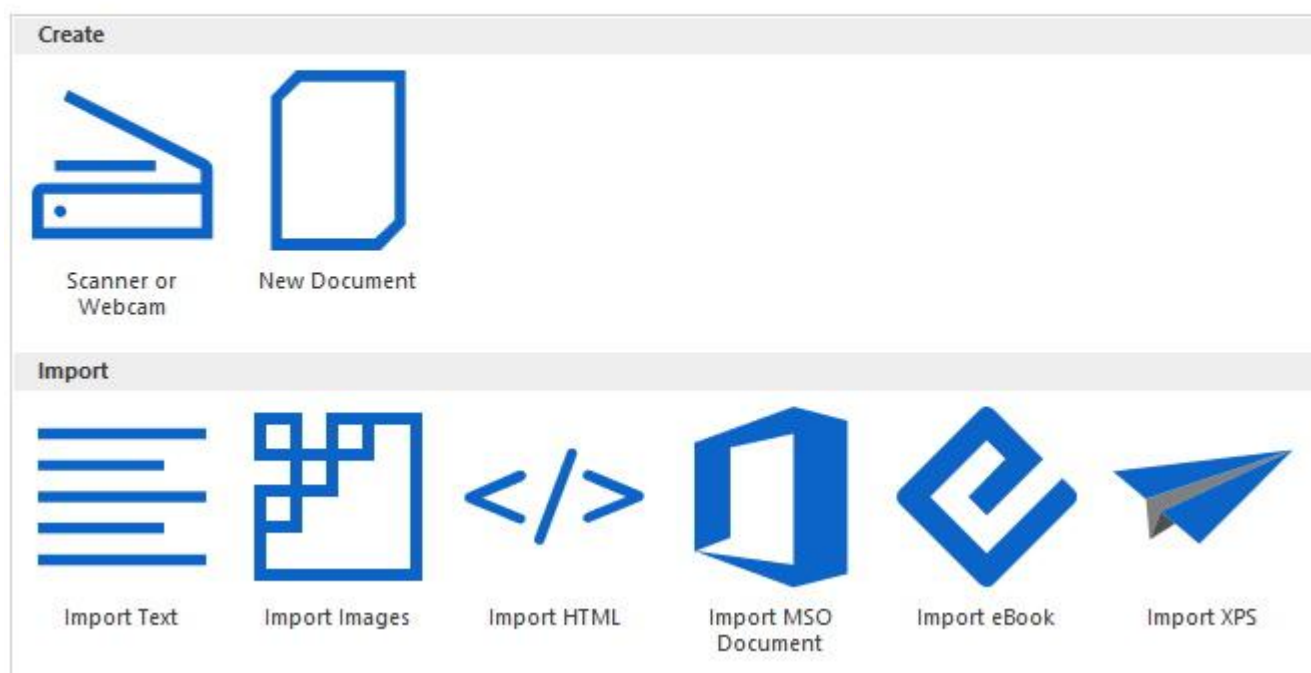 Create
Scanner or
Webcam
New Document
Import
Import Text
Import Images
</>
Import HTML
Import MSO
Document
Import eBook
Import XPS